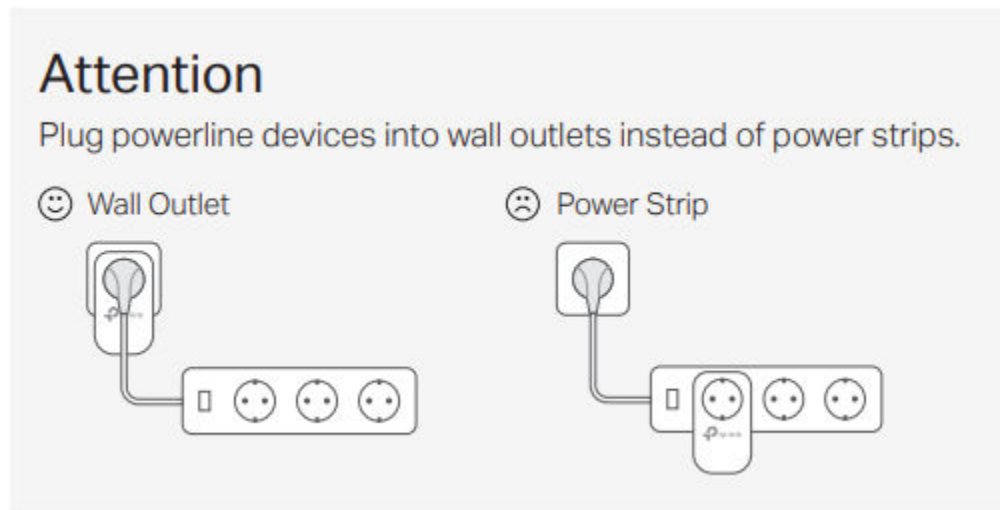 Attention
Plug powerline devices into wall outlets instead of power strips.
Wall Outlet
Power Strip